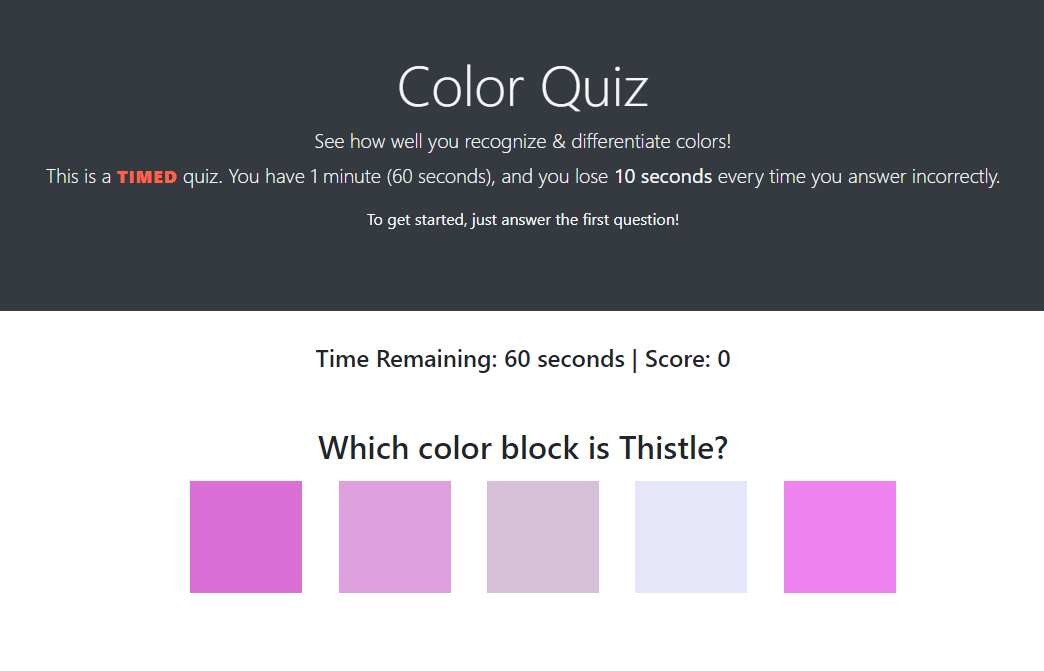 Color Quiz
See how well you recognize & differentiate colors!
This is a TIMED quiz. You have 1 minute (60 seconds), and you lose 10 seconds every time you answer incorrectly.
To get started, just answer the first question!
Time Remaining: 60 seconds | Score: 0
Which color block is Thistle?